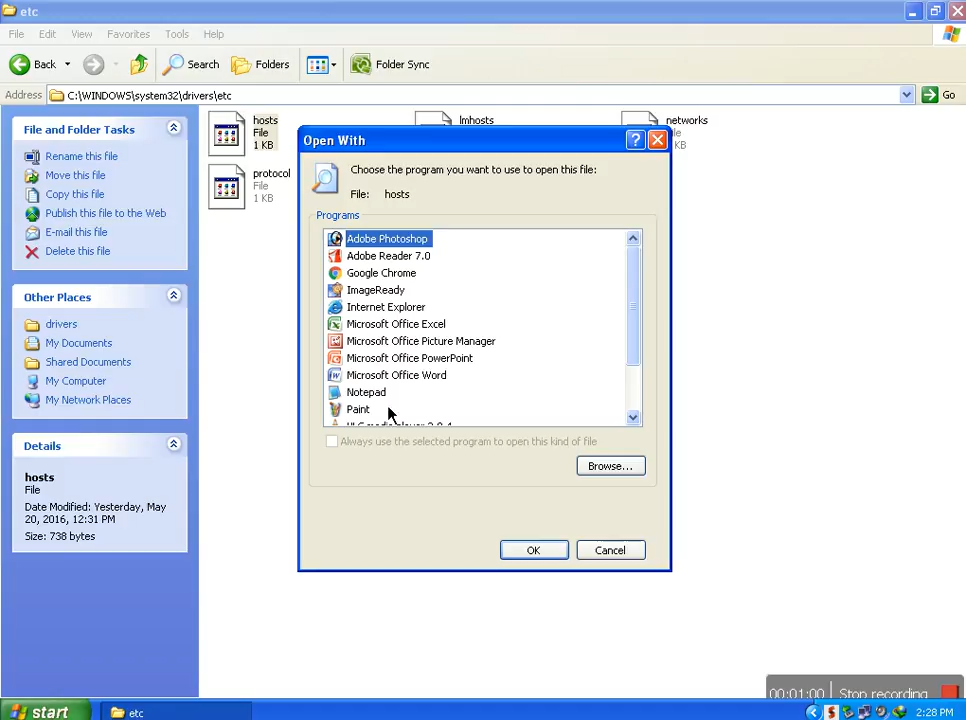 etc
File Edit View Favorites Tools Help
Back Search Folders Folder Sync
Address C:\WINDOWS\system32\drivers\etc Go
File and Folder Tasks
Rename this file
Move this file
Copy this file
Publish this file to the Web
E-mail this file
Delete this file
Other Places
drivers
My Documents
Shared Documents
My Computer
My Network Places
Details
hosts
File
Date Modified: Yesterday, May
20, 2016, 12:31 PM
Size: 738 bytes
hosts
File
1 KB
lmhosts
networks
KB
protocol
File
1 KB
Open With
Choose the program you want to use to open this file:
File: hosts
Programs
Adobe Photoshop
Adobe Reader 7.0
Google Chrome
ImageReady
Internet Explorer
Microsoft Office Excel
Microsoft Office Picture Manager
Microsoft Office PowerPoint
Microsoft Office Word
Notepad
Paint
Always use the selected program to open this kind of file
Browse...
OK Cancel
00:01:00 Stop recording
start etc 2:28 PM